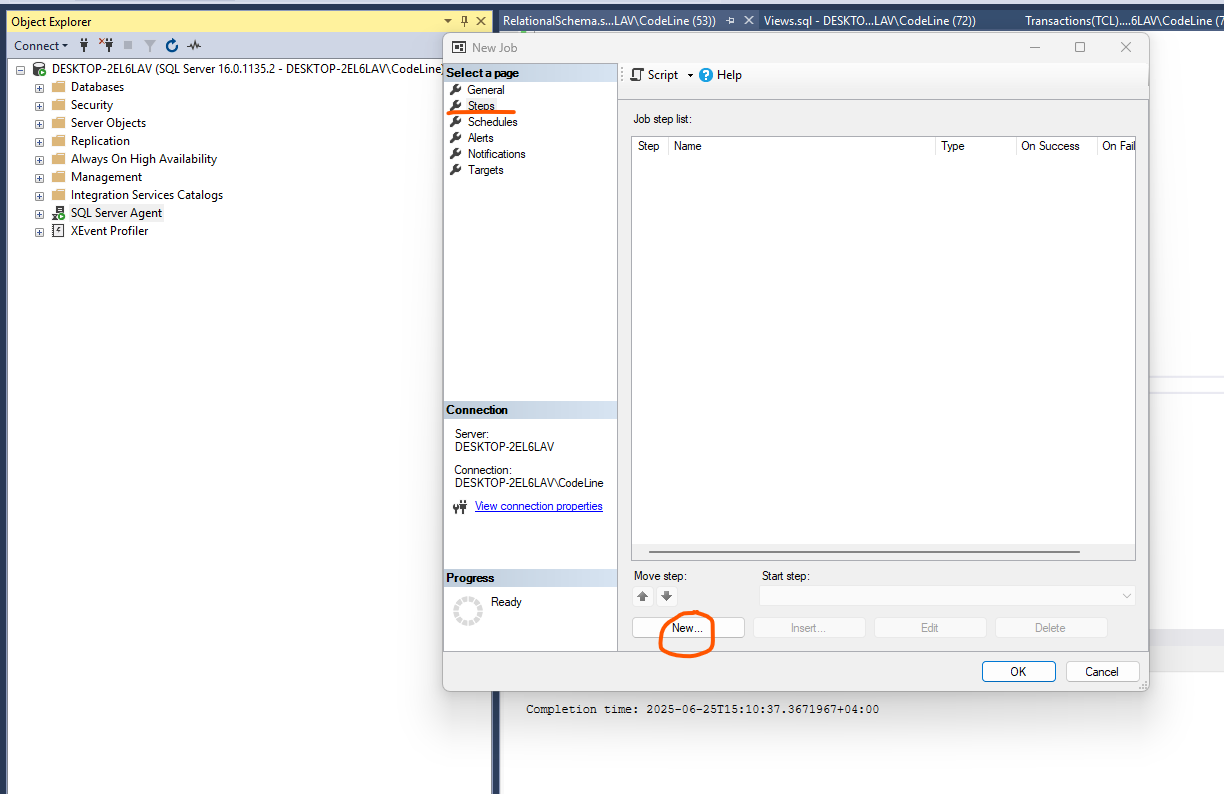 Object Explorer
Connect
DESKTOP-2EL6LAV (SQL Server 16.0.1135.2 - DESKTOP-2EL6LAV\CodeLine)
Databases
Security
Server Objects
Replication
Always On High Availability
Management
Integration Services Catalogs
SQL Server Agent
XEvent Profiler
RelationalSchema.s...LAV\CodeLine (53))
Views.sql - DESKTO...LAV\CodeLine (72))
Transactions(TCL)....6LAV\CodeLine (7
New Job
Select a page
General
Steps
Schedules
Alerts
Notifications
Targets
Connection
Server:
DESKTOP-2EL6LAV
Connection:
DESKTOP-2EL6LAV\CodeLine
View connection properties
Progress
Ready
Script
Help
Job step list:
Step Name Type On Success On Fail
Move step:
Start step:
New... Insert... Edit Delete
OK Cancel
Completion time: 2025-06-25T15:10:37.3671967+04:00